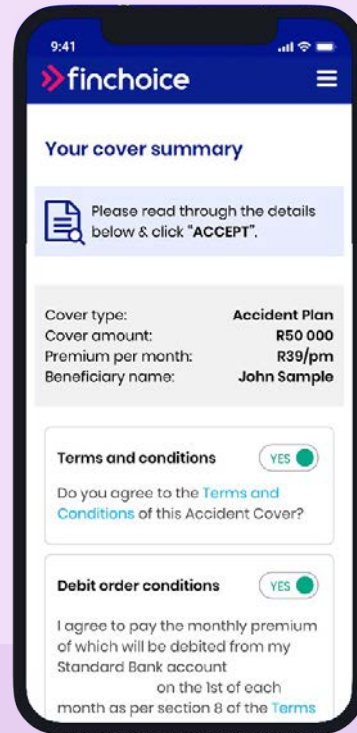 9:41
finchoice
Your cover summary
Please read through the details
below & click "ACCEPT".
Cover type: Accident Plan
Cover amount: R50 000
Premium per month: R39/pm
Beneficiary name: John Sample
Terms and conditions YES
Do you agree to the Terms and
Conditions of this Accident Cover?
Debit order conditions YES
I agree to pay the monthly premium
of which will be debited from my
Standard Bank account
on the 1st of each
month as per section 8 of the Terms